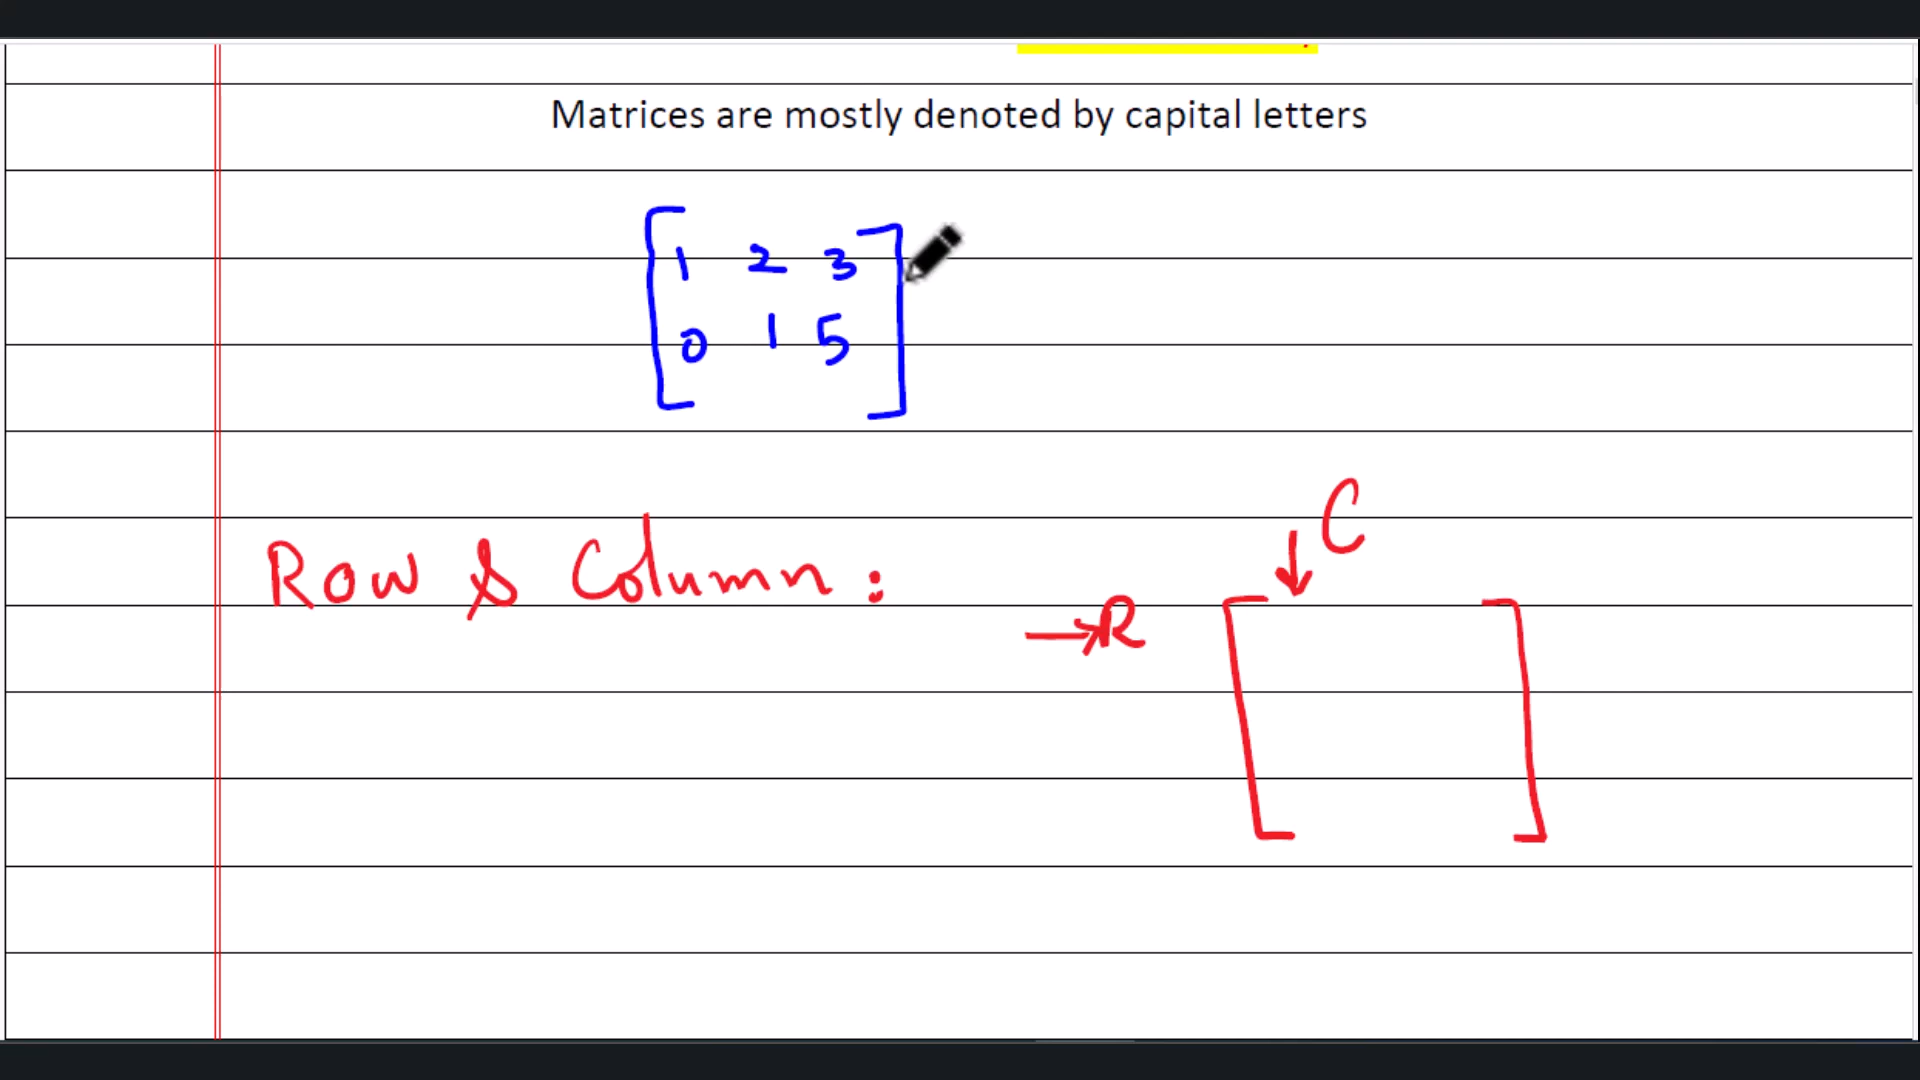 Matrices are mostly denoted by capital letters
1 2 3
0 1 5
C
Row & Column :
→R